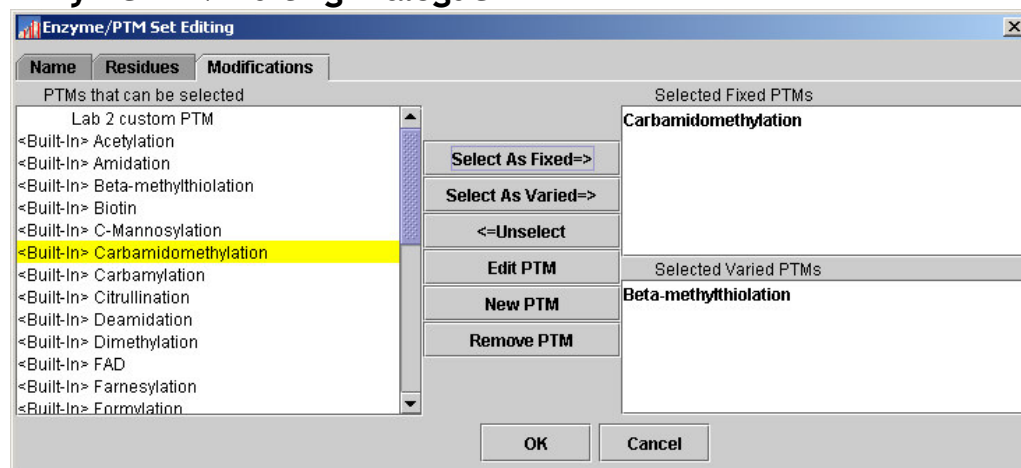 Enzyme/PTM Set Editing
Name Residues Modifications
PTMs that can be selected
Lab 2 custom PTM
<Built-In> Acetylation
<Built-In> Amidation
<Built-In> Beta-methylthiolation
<Built-In> Biotin
<Built-In> C-Mannosylation
<Built-In> Carbamidomethylation
<Built-In> Carbamylation
<Built-In> Citrullination
<Built-In> Deamidation
<Built-In> Dimethylation
<Built-In> FAD
<Built-In> Farnesylation
<Built-In> Formylation
Select As Fixed=>
Select As Varied=>
<=Unselect
Edit PTM
New PTM
Remove PTM
Selected Fixed PTMs
Carbamidomethylation
Selected Varied PTMs
Beta-methylthiolation
OK Cancel